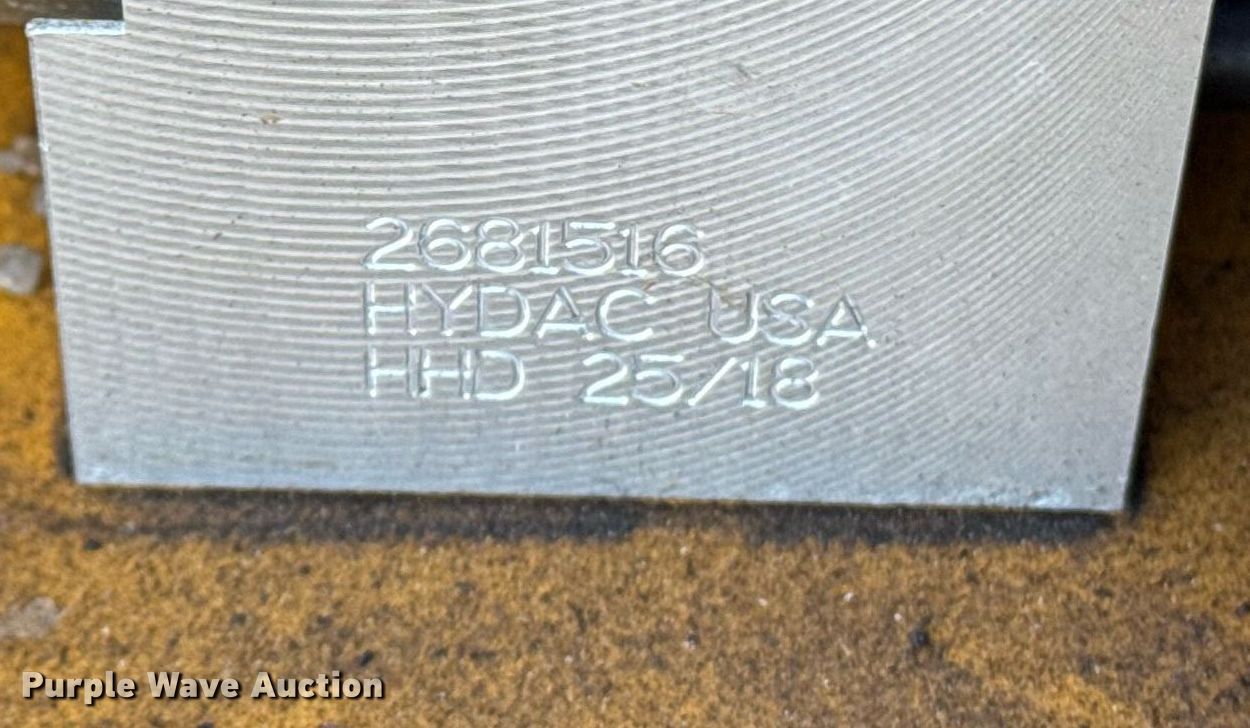 2681516
HYDAC USA
HHD 25/18
Purple Wave Auction